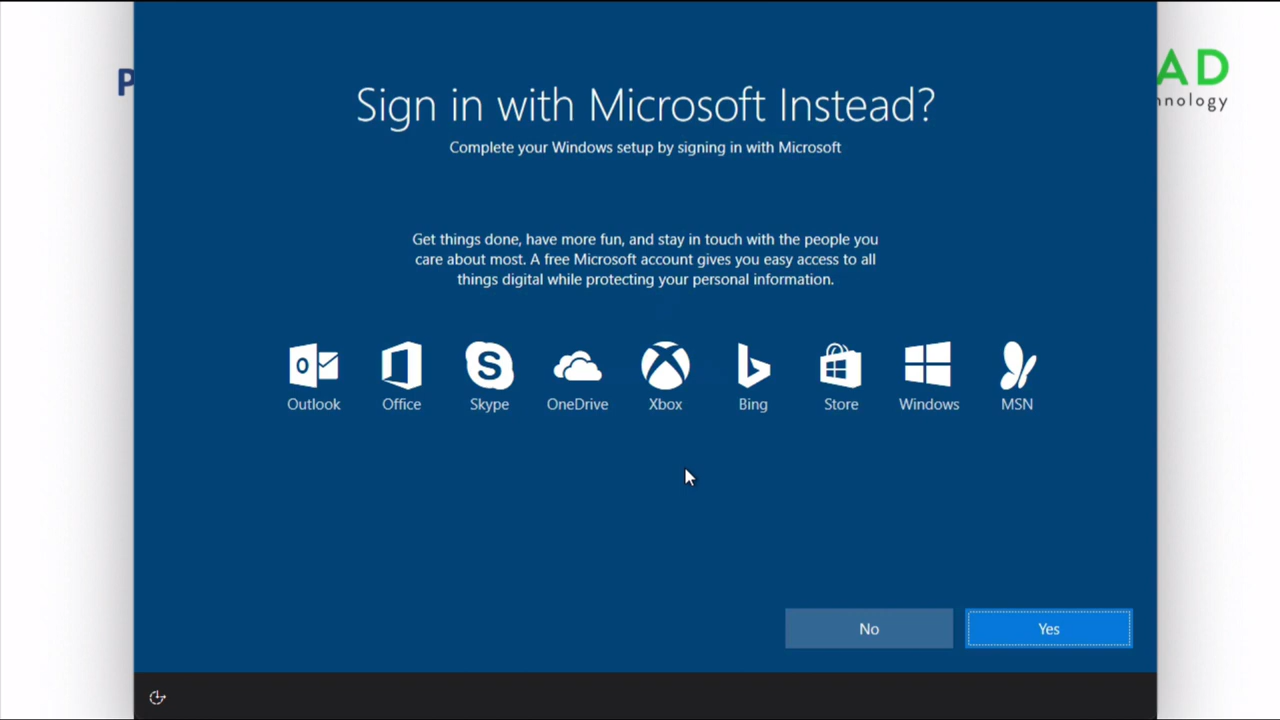 P
AD
nology
Sign in with Microsoft Instead?
Complete your Windows setup by signing in with Microsoft
Get things done, have more fun, and stay in touch with the people you
care about most. A free Microsoft account gives you easy access to all
things digital while protecting your personal information.
Outlook Office Skype OneDrive Xbox Bing Store Windows MSN
No Yes